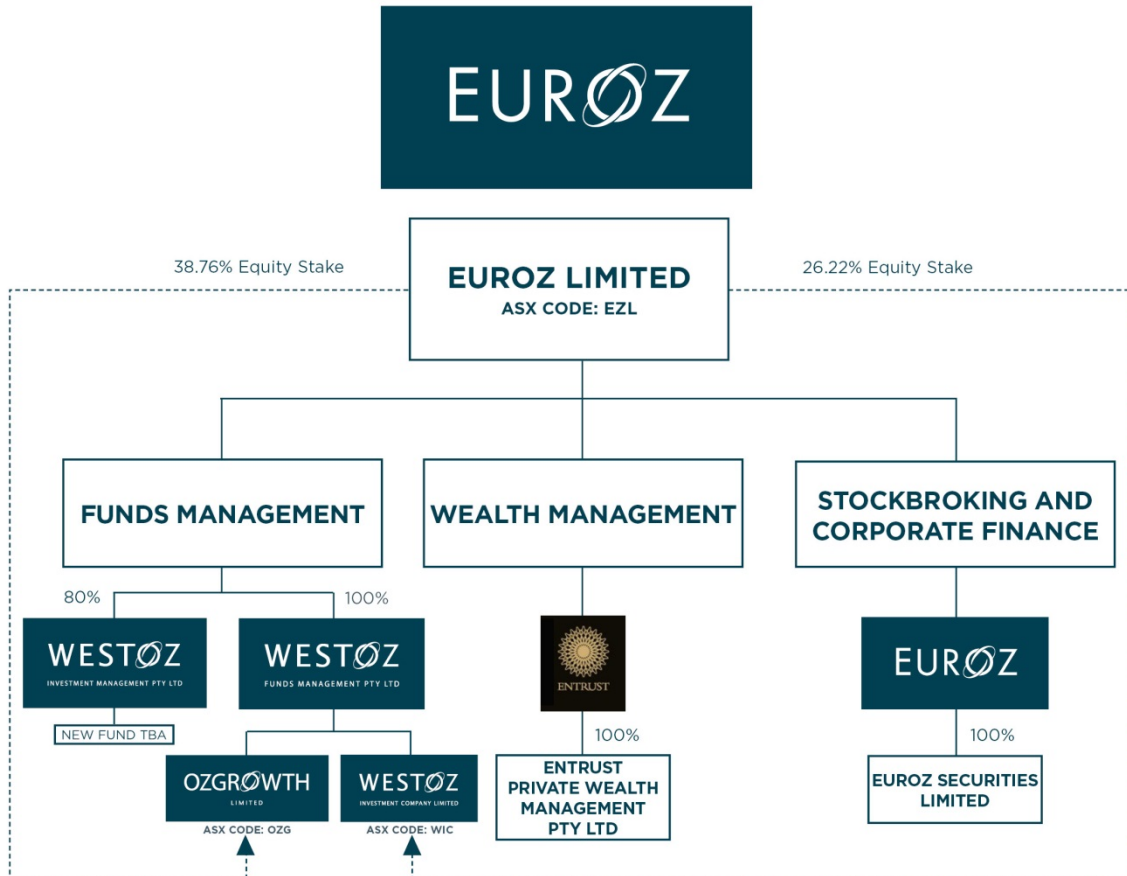 EUROZ
38.76% Equity Stake
EUROZ LIMITED
ASX CODE: EZL
26.22% Equity Stake
FUNDS MANAGEMENT
WEALTH MANAGEMENT
STOCKBROKING AND
CORPORATE FINANCE
80%
100%
WESTOZ
INVESTMENT MANAGEMENT PTY LTD
WESTOZ
FUNDS MANAGEMENT PTY LTD
ENTRUST
EUROZ
NEW FUND TBA
100%
100%
OZGROWTH
LIMITED
ASX CODE: OZG
WESTOZ
INVESTMENT COMPANY LIMITED
ASX CODE: WIC
ENTRUST
PRIVATE WEALTH
MANAGEMENT
PTY LTD
EUROZ SECURITIES
LIMITED